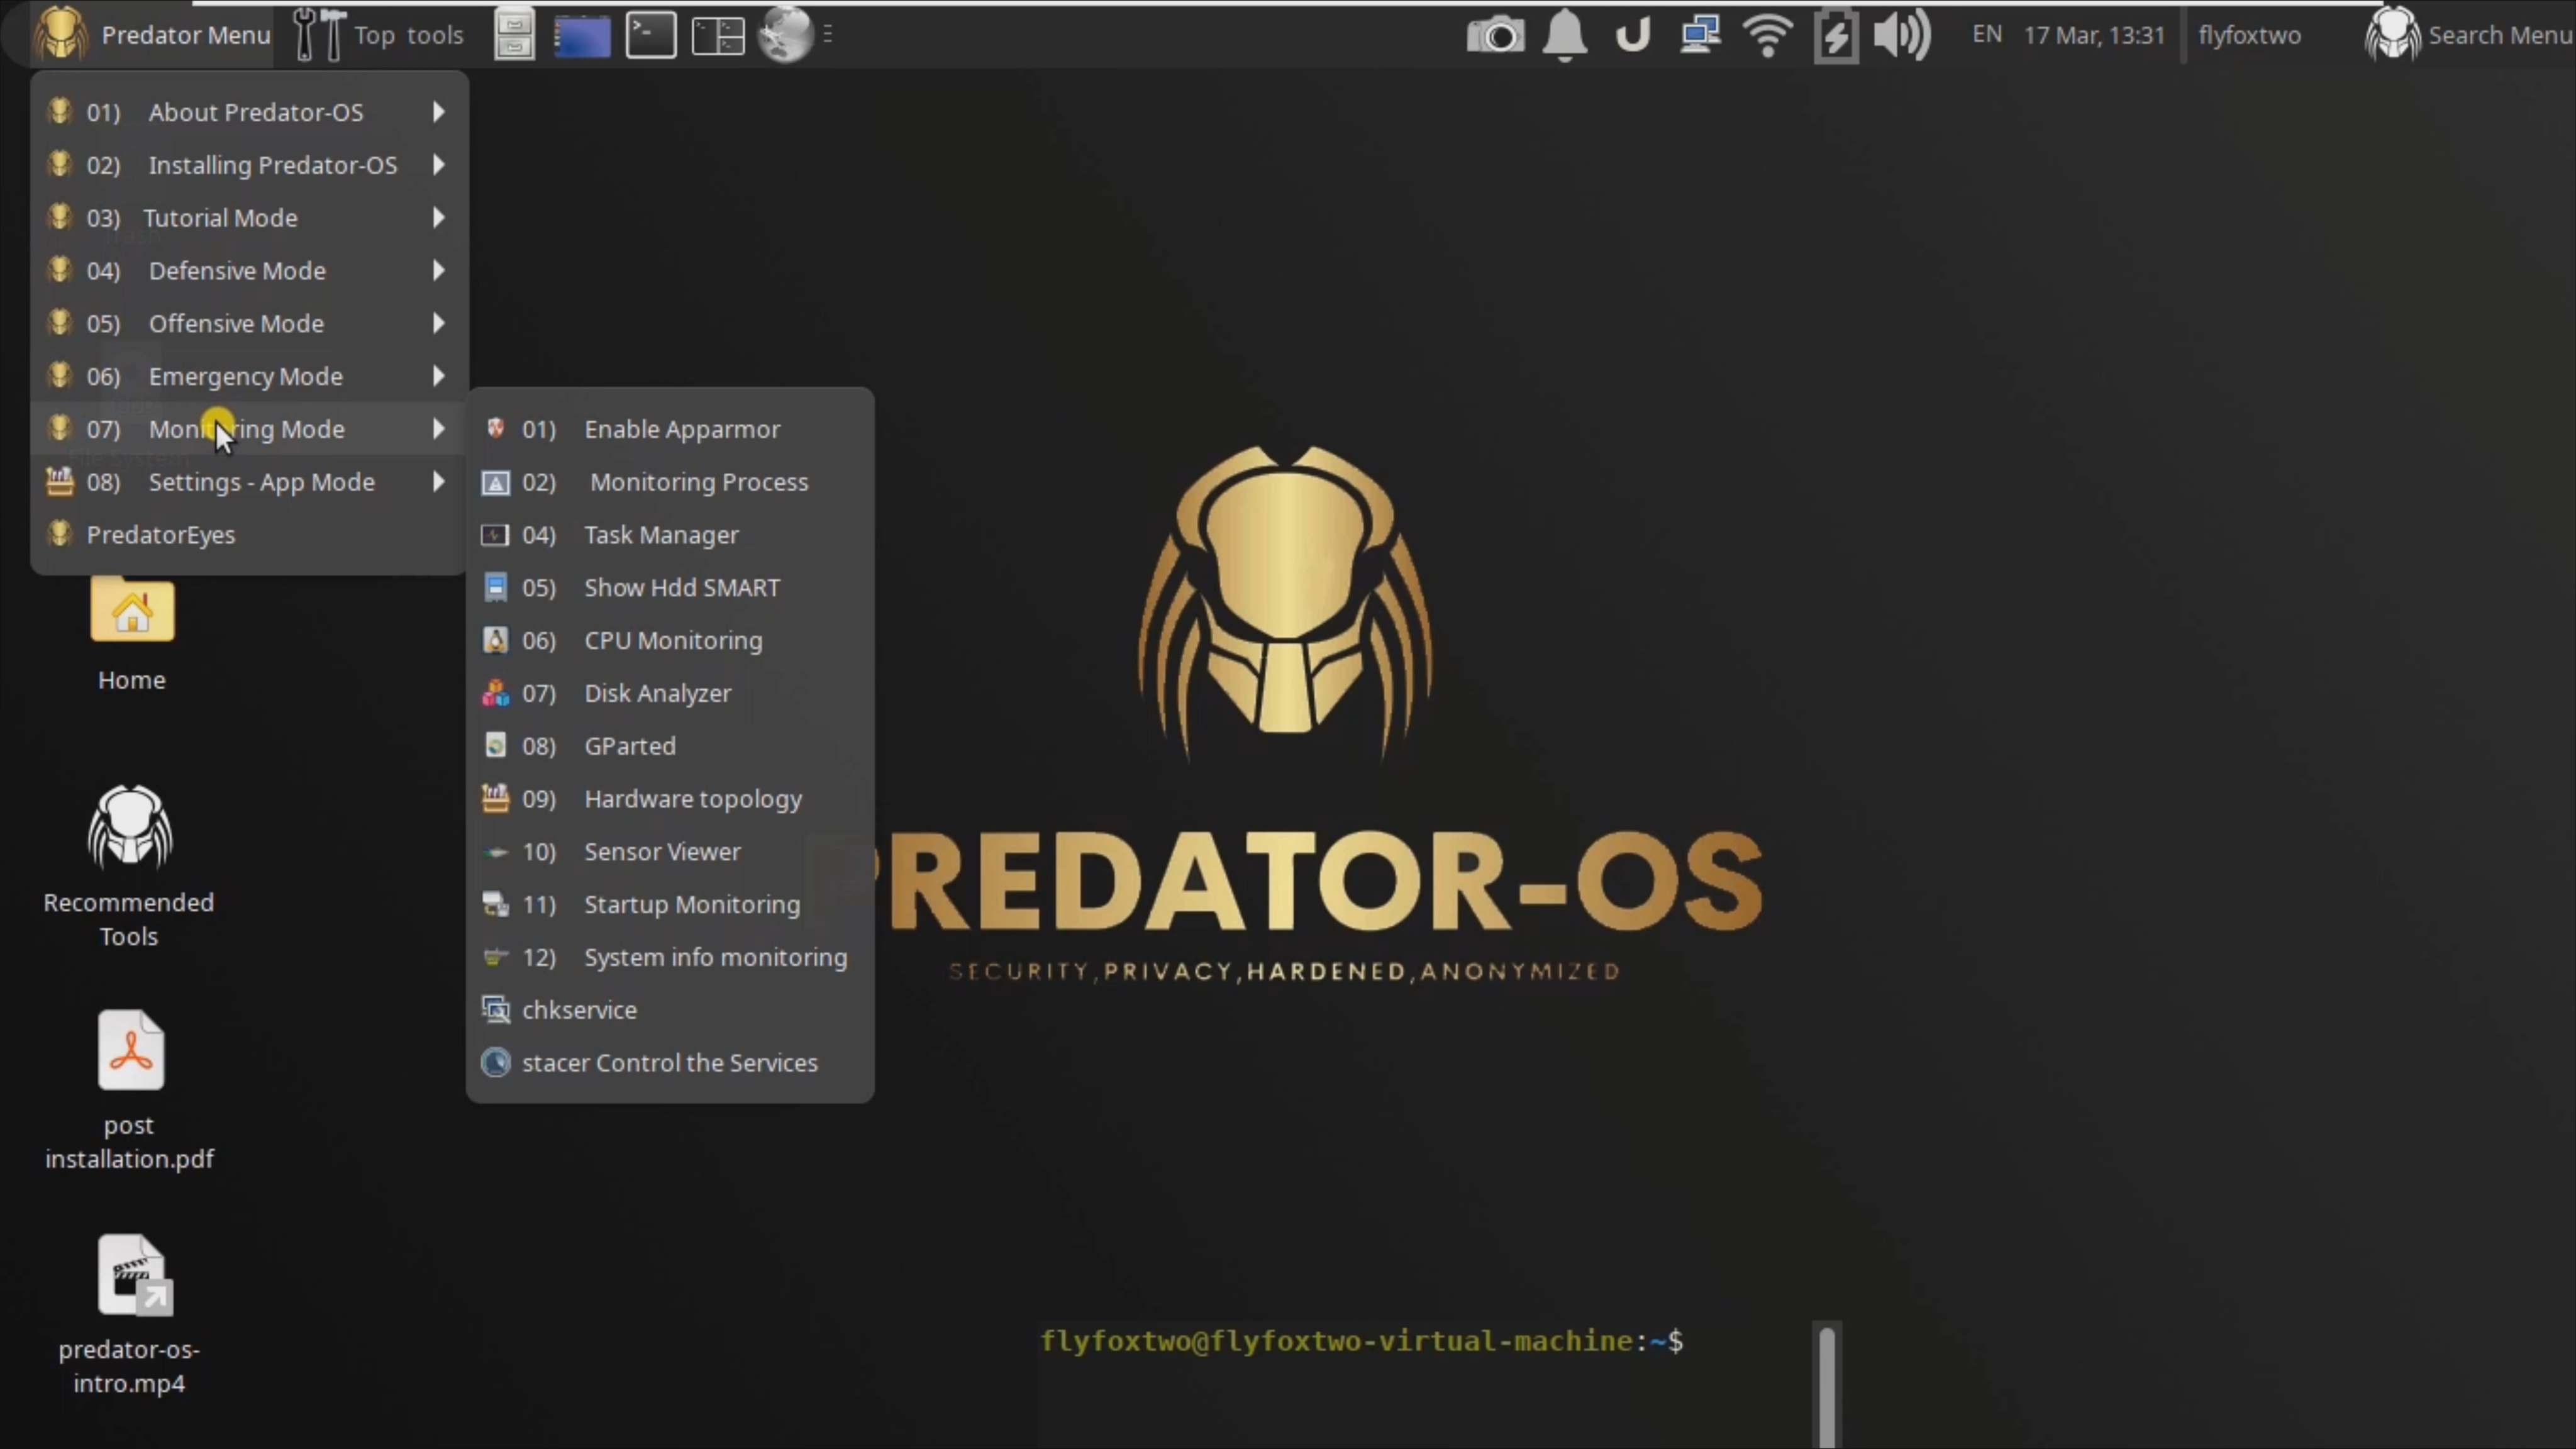 Predator Menu
Top tools
EN
17 Mar, 13:31
flyfoxtwo
Search Menu
01) About Predator-OS
02) Installing Predator-OS
03) Tutorial Mode
04) Defensive Mode
05) Offensive Mode
06) Emergency Mode
07) Monitoring Mode
08) Settings - App Mode
PredatorEyes
01) Enable Apparmor
02) Monitoring Process
04) Task Manager
05) Show Hdd SMART
06) CPU Monitoring
07) Disk Analyzer
08) GParted
09) Hardware topology
10) Sensor Viewer
11) Startup Monitoring
12) System info monitoring
chkservice
stacer Control the Services
Trash
File System
Home
Recommended
Tools
post
installation.pdf
predator-os-
intro.mp4
PREDATOR-OS
SECURITY,PRIVACY,HARDENED,ANONYMIZED
flyfoxtwo@flyfoxtwo-virtual-machine:~$